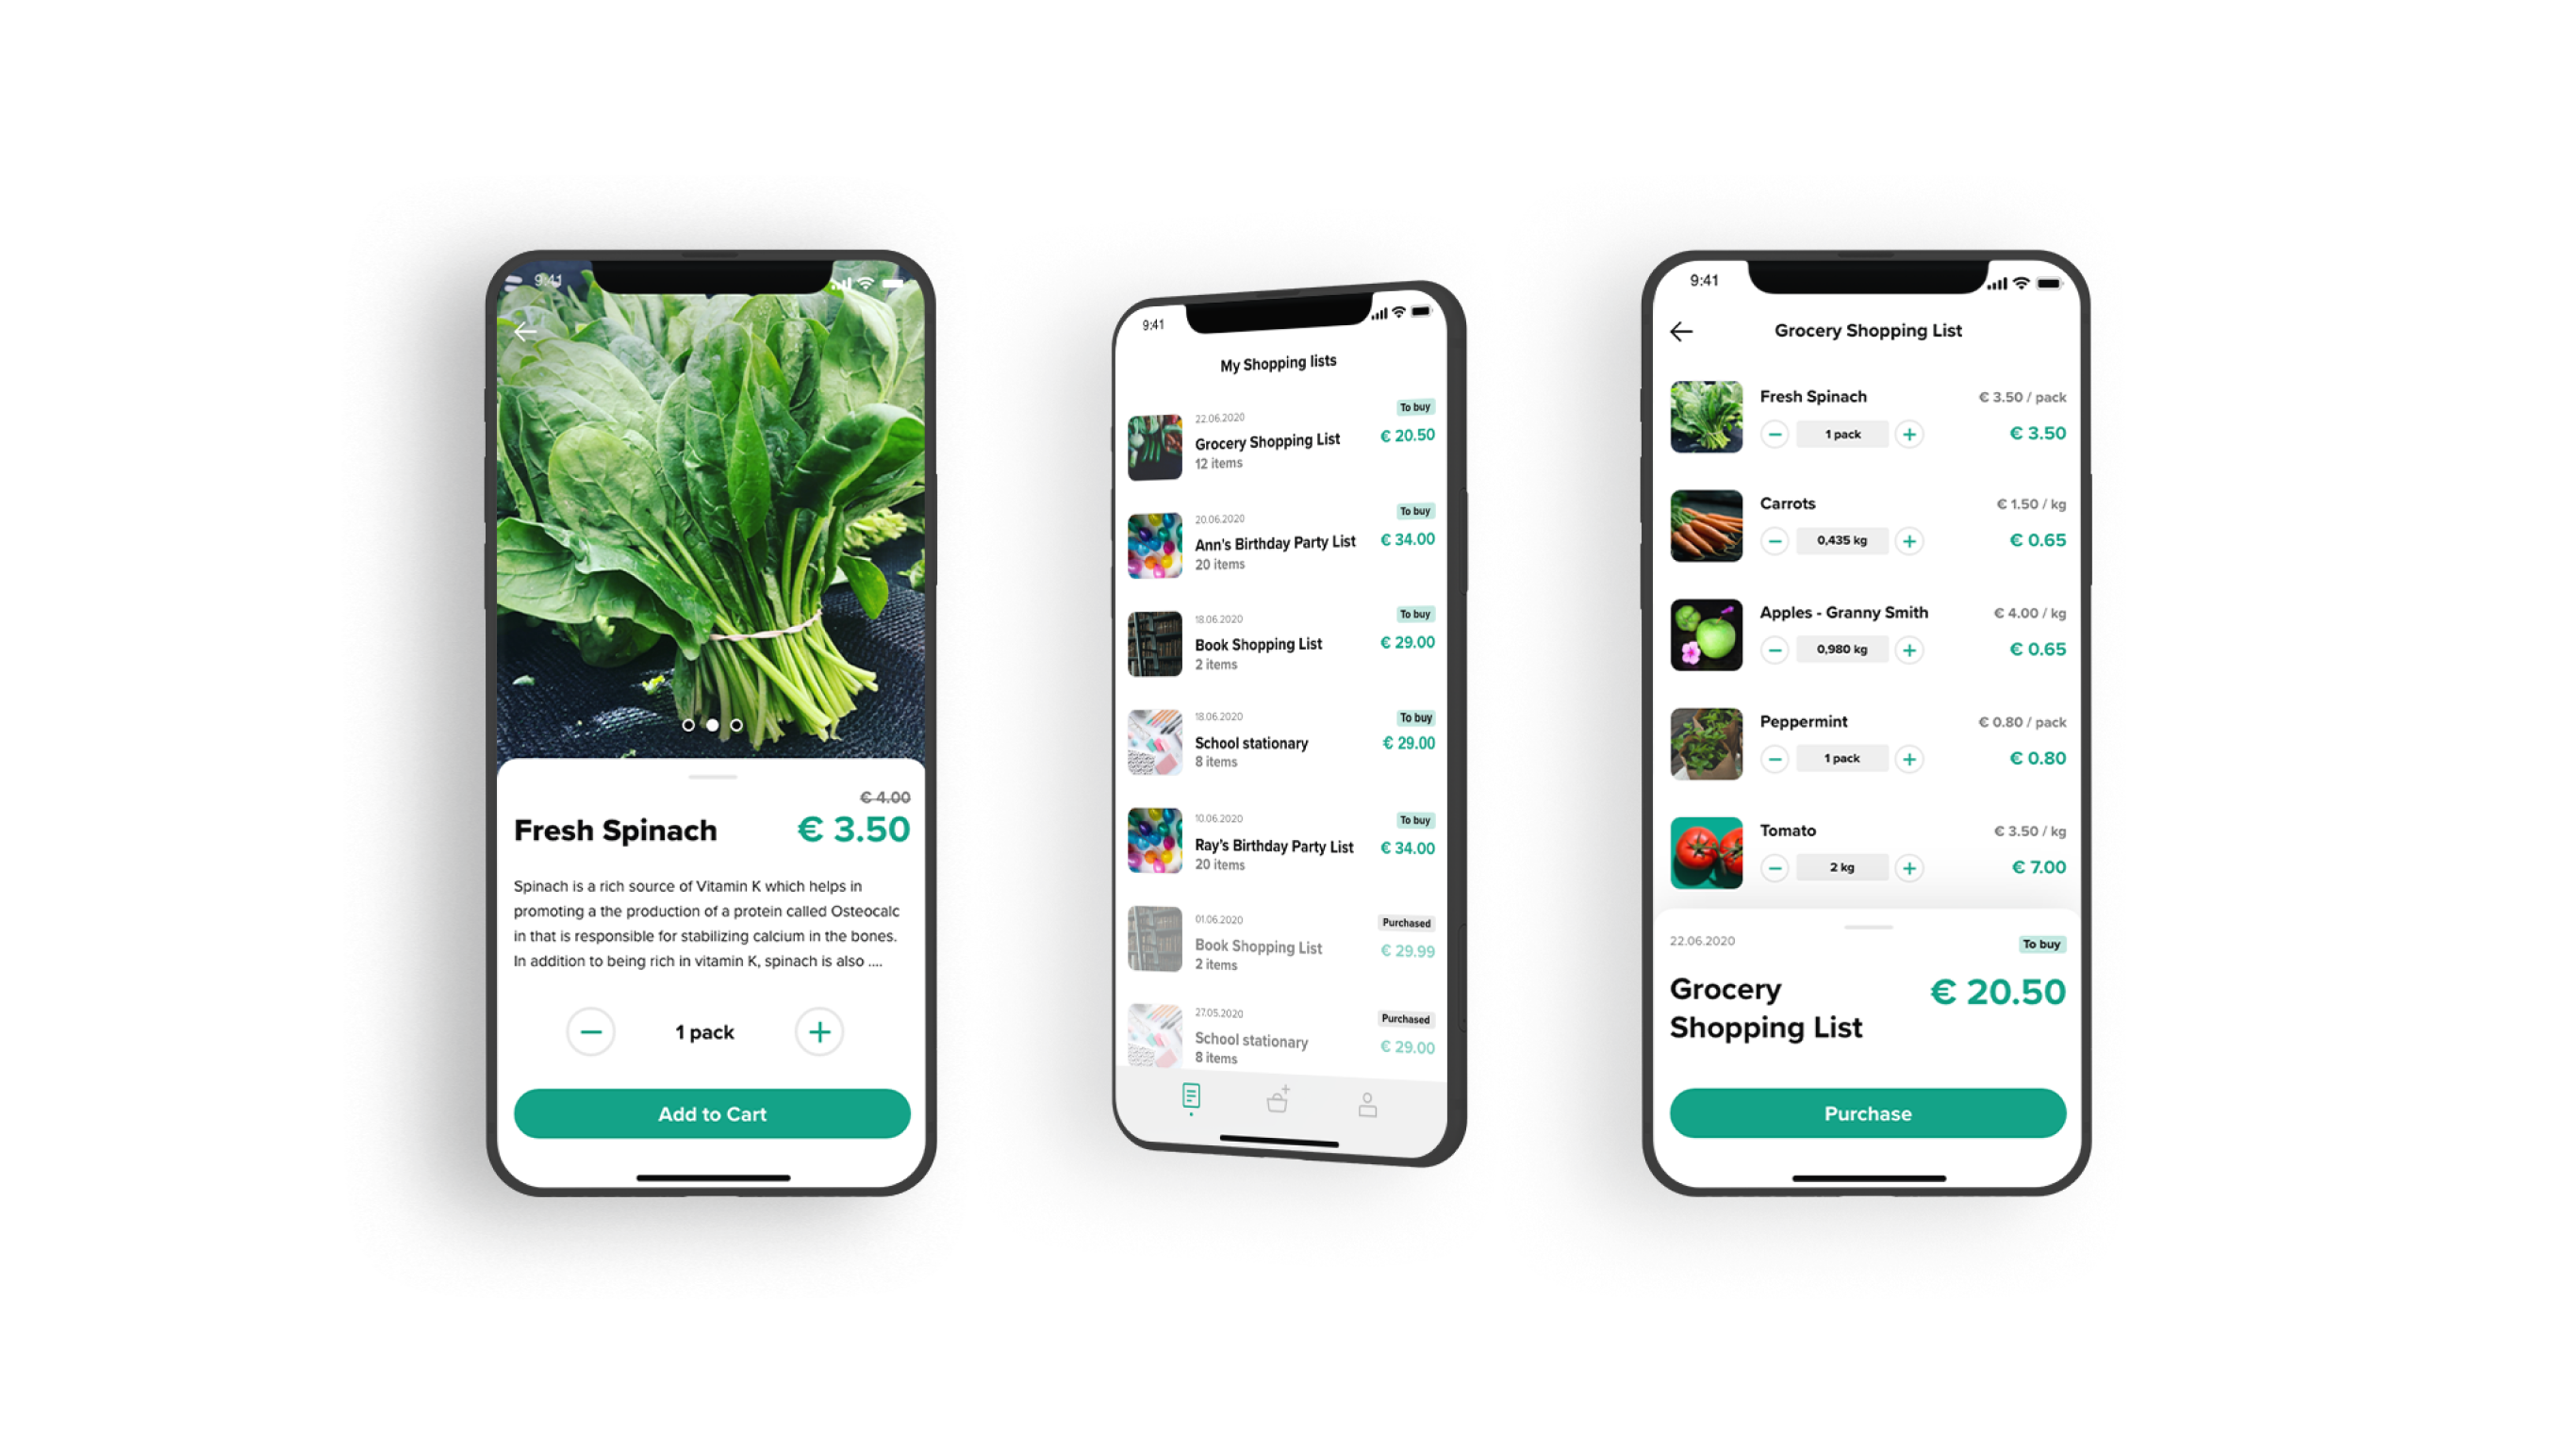 9:41
€ 4.00
Fresh Spinach € 3.50
Spinach is a rich source of Vitamin K which helps in
promoting a the production of a protein called Osteocalc
in that is responsible for stabilizing calcium in the bones.
In addition to being rich in vitamin K, spinach is also ....
1 pack
Add to Cart
9:41
My Shopping lists
22.06.2020 To buy
Grocery Shopping List € 20.50
12 items
20.06.2020 To buy
Ann's Birthday Party List € 34.00
20 items
18.06.2020 To buy
Book Shopping List € 29.00
2 items
18.06.2020 To buy
School stationary € 29.00
8 items
10.06.2020 To buy
Ray's Birthday Party List € 34.00
20 items
01.06.2020 Purchased
Book Shopping List € 29.99
2 items
27.05.2020 Purchased
School stationary € 29.00
8 items
9:41
Grocery Shopping List
Fresh Spinach € 3.50 / pack
1 pack € 3.50
Carrots € 1.50 / kg
0,435 kg € 0.65
Apples - Granny Smith € 4.00 / kg
0,980 kg € 0.65
Peppermint € 0.80 / pack
1 pack € 0.80
Tomato € 3.50 / kg
2 kg € 7.00
22.06.2020 To buy
Grocery € 20.50
Shopping List
Purchase